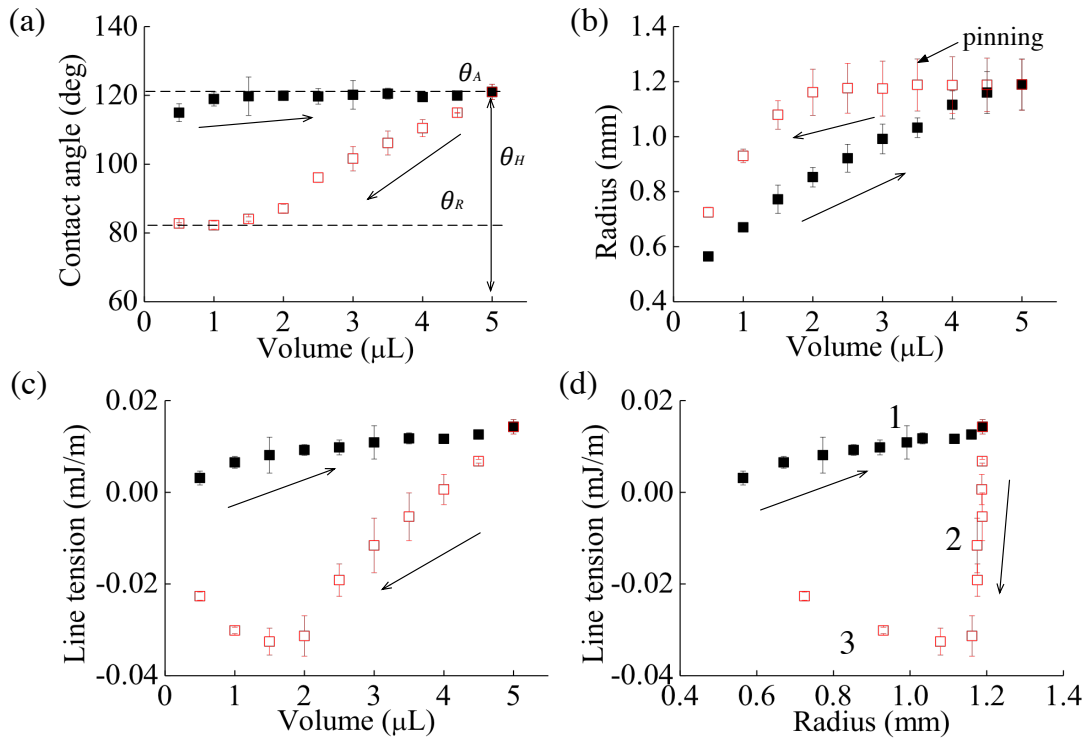 (a)
Contact angle (deg)
140
120
100
80
60
θA
θH
θR
0 1 2 3 4 5
Volume (μL)
(b)
Radius (mm)
1.4
1.2
1.0
0.8
0.6
0.4
pinning
1 2 3 4 5
Volume (μL)
(c)
Line tension (mJ/m)
0.02
0.00
-0.02
-0.04
0 1 2 3 4 5
Volume (μL)
(d)
Line tension (mJ/m)
0.02
0.00
-0.02
-0.04
1
2
3
0.4 0.6 0.8 1.0 1.2 1.4
Radius (mm)